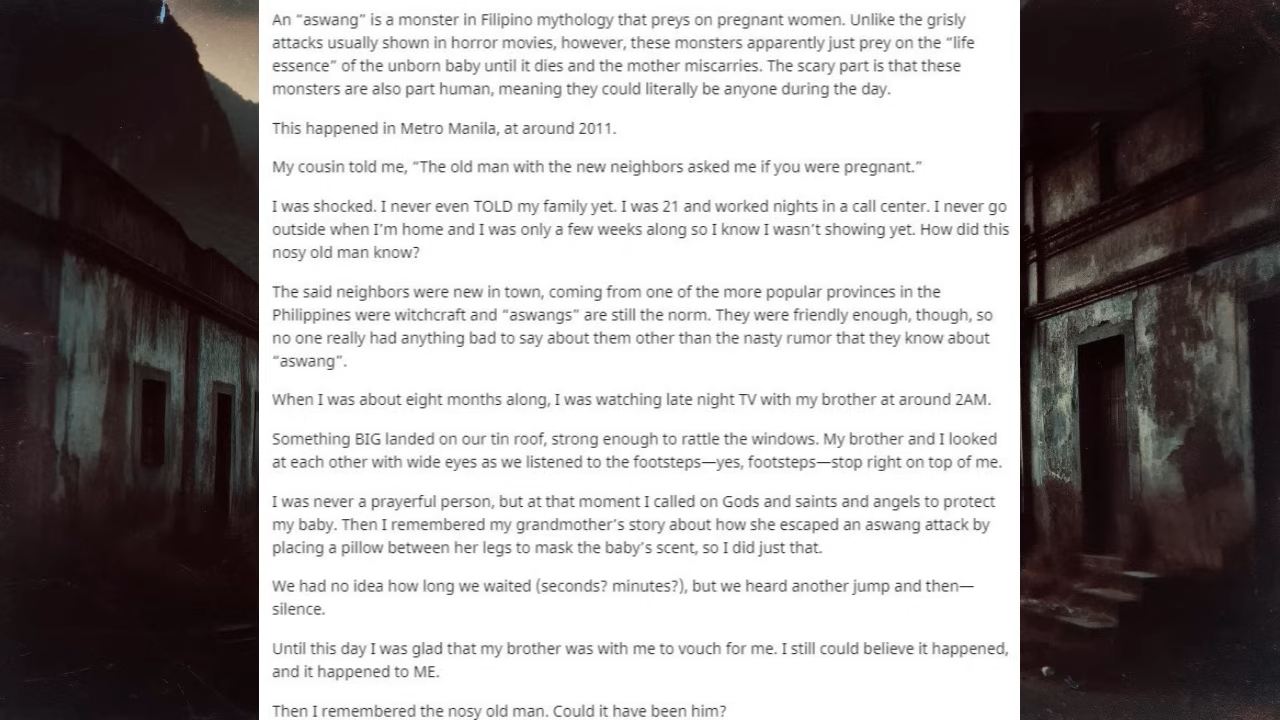 An “aswang” is a monster in Filipino mythology that preys on pregnant women. Unlike the grisly
attacks usually shown in horror movies, however, these monsters apparently just prey on the “life
essence” of the unborn baby until it dies and the mother miscarries. The scary part is that these
monsters are also part human, meaning they could literally be anyone during the day.
This happened in Metro Manila, at around 2011.
My cousin told me, “The old man with the new neighbors asked me if you were pregnant.”
I was shocked. I never even TOLD my family yet. I was 21 and worked nights in a call center. I never go
outside when I’m home and I was only a few weeks along so I know I wasn’t showing yet. How did this
nosy old man know?
The said neighbors were new in town, coming from one of the more popular provinces in the
Philippines were witchcraft and “aswangs” are still the norm. They were friendly enough, though, so
no one really had anything bad to say about them other than the nasty rumor that they know about
“aswang”.
When I was about eight months along, I was watching late night TV with my brother at around 2AM.
Something BIG landed on our tin roof, strong enough to rattle the windows. My brother and I looked
at each other with wide eyes as we listened to the footsteps—yes, footsteps—stop right on top of me.
I was never a prayerful person, but at that moment I called on Gods and saints and angels to protect
my baby. Then I remembered my grandmother’s story about how she escaped an aswang attack by
placing a pillow between her legs to mask the baby’s scent, so I did just that.
We had no idea how long we waited (seconds? minutes?), but we heard another jump and then—
silence.
Until this day I was glad that my brother was with me to vouch for me. I still could believe it happened,
and it happened to ME.
Then I remembered the nosy old man. Could it have been him?